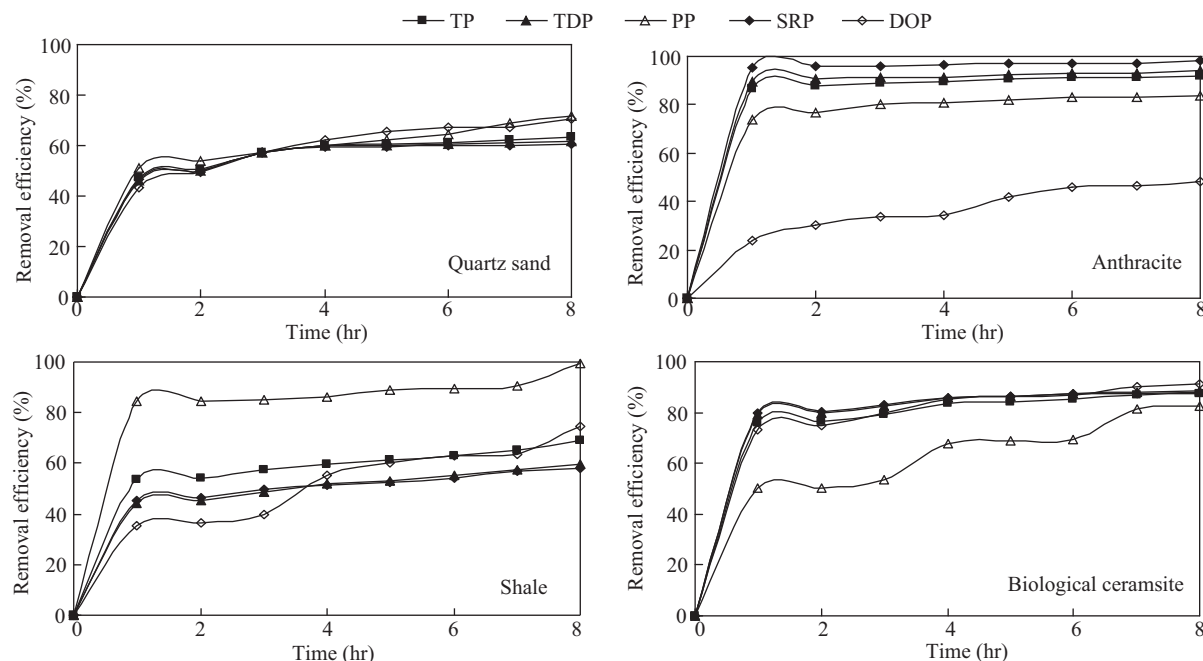 TP TDP PP SRP DOP
Removal efficiency (%)
100
80
60
40
20
0
0 2 4 6 8
Time (hr)
Quartz sand
Removal efficiency (%)
100
80
60
40
20
0
0 2 4 6 8
Time (hr)
Anthracite
Removal efficiency (%)
100
80
60
40
20
0
0 2 4 6 8
Time (hr)
Shale
Removal efficiency (%)
100
80
60
40
20
0
0 2 4 6 8
Time (hr)
Biological ceramsite